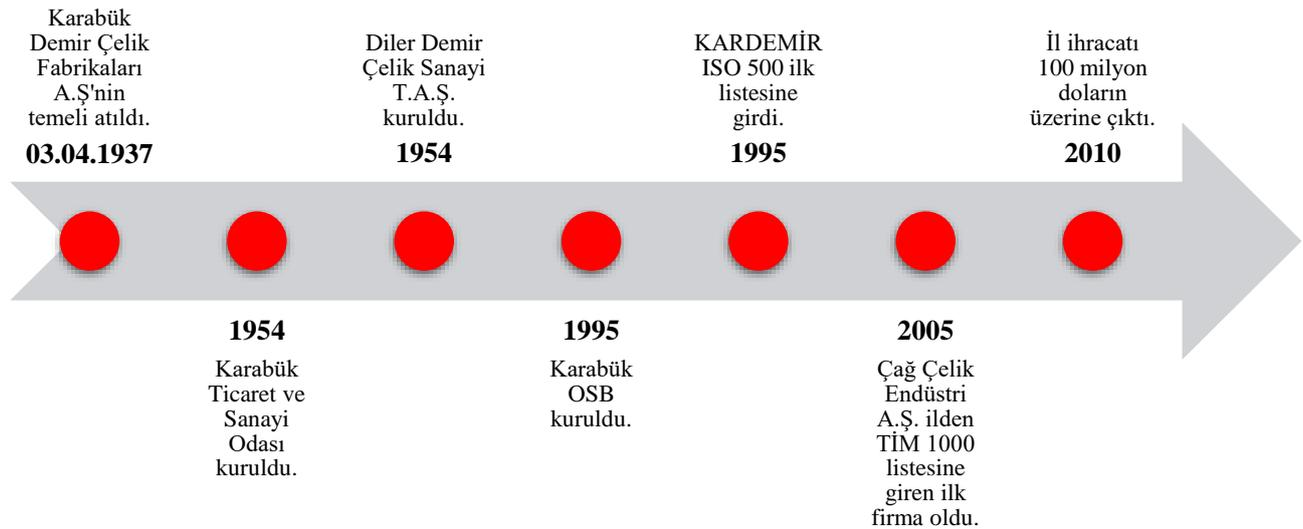 Karabük
Demir Çelik
Fabrikaları
A.Ş'nin
temeli atıldı.
03.04.1937
1954
Karabük
Ticaret ve
Sanayi
Odası
kuruldu.
Diler Demir
Çelik Sanayi
T.A.Ş.
kuruldu.
1954
1995
Karabük
OSB
kuruldu.
KARDEMİR
ISO 500 ilk
listesine
girdi.
1995
2005
Çağ Çelik
Endüstri
A.Ş. ilden
TİM 1000
listesine
giren ilk
firma oldu.
İl ihracatı
100 milyon
doların
üzerine çıktı.
2010